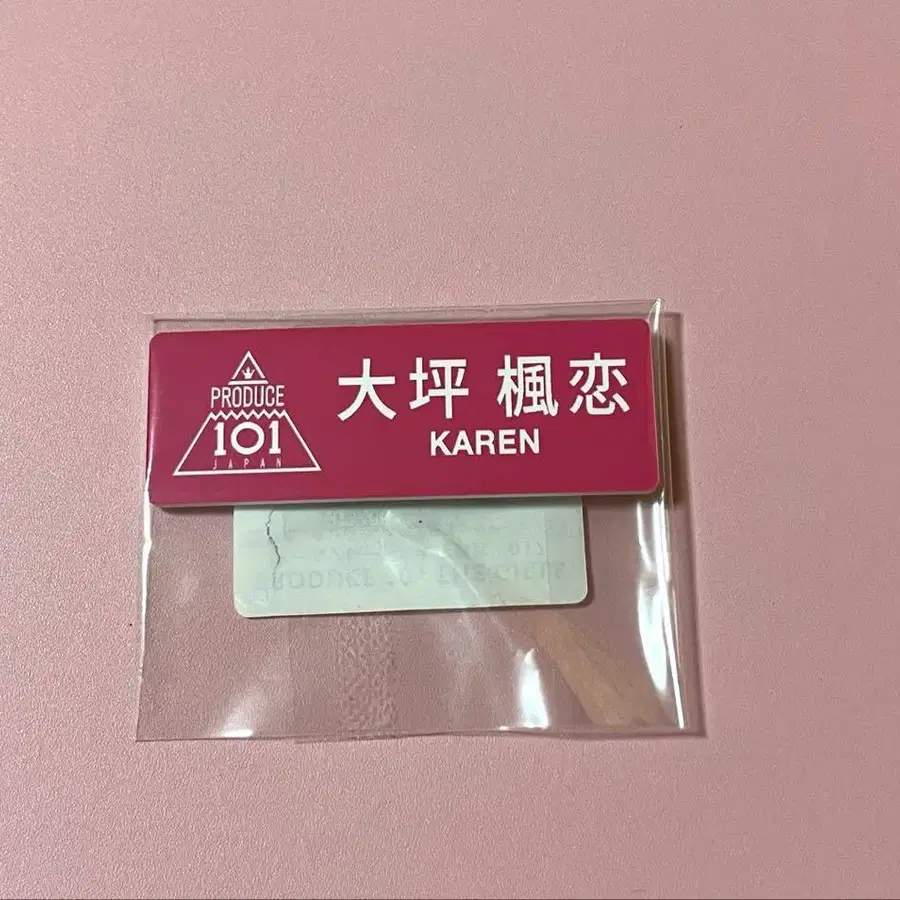 PRODUCE
101
JAPAN
大坪 楓恋
KAREN